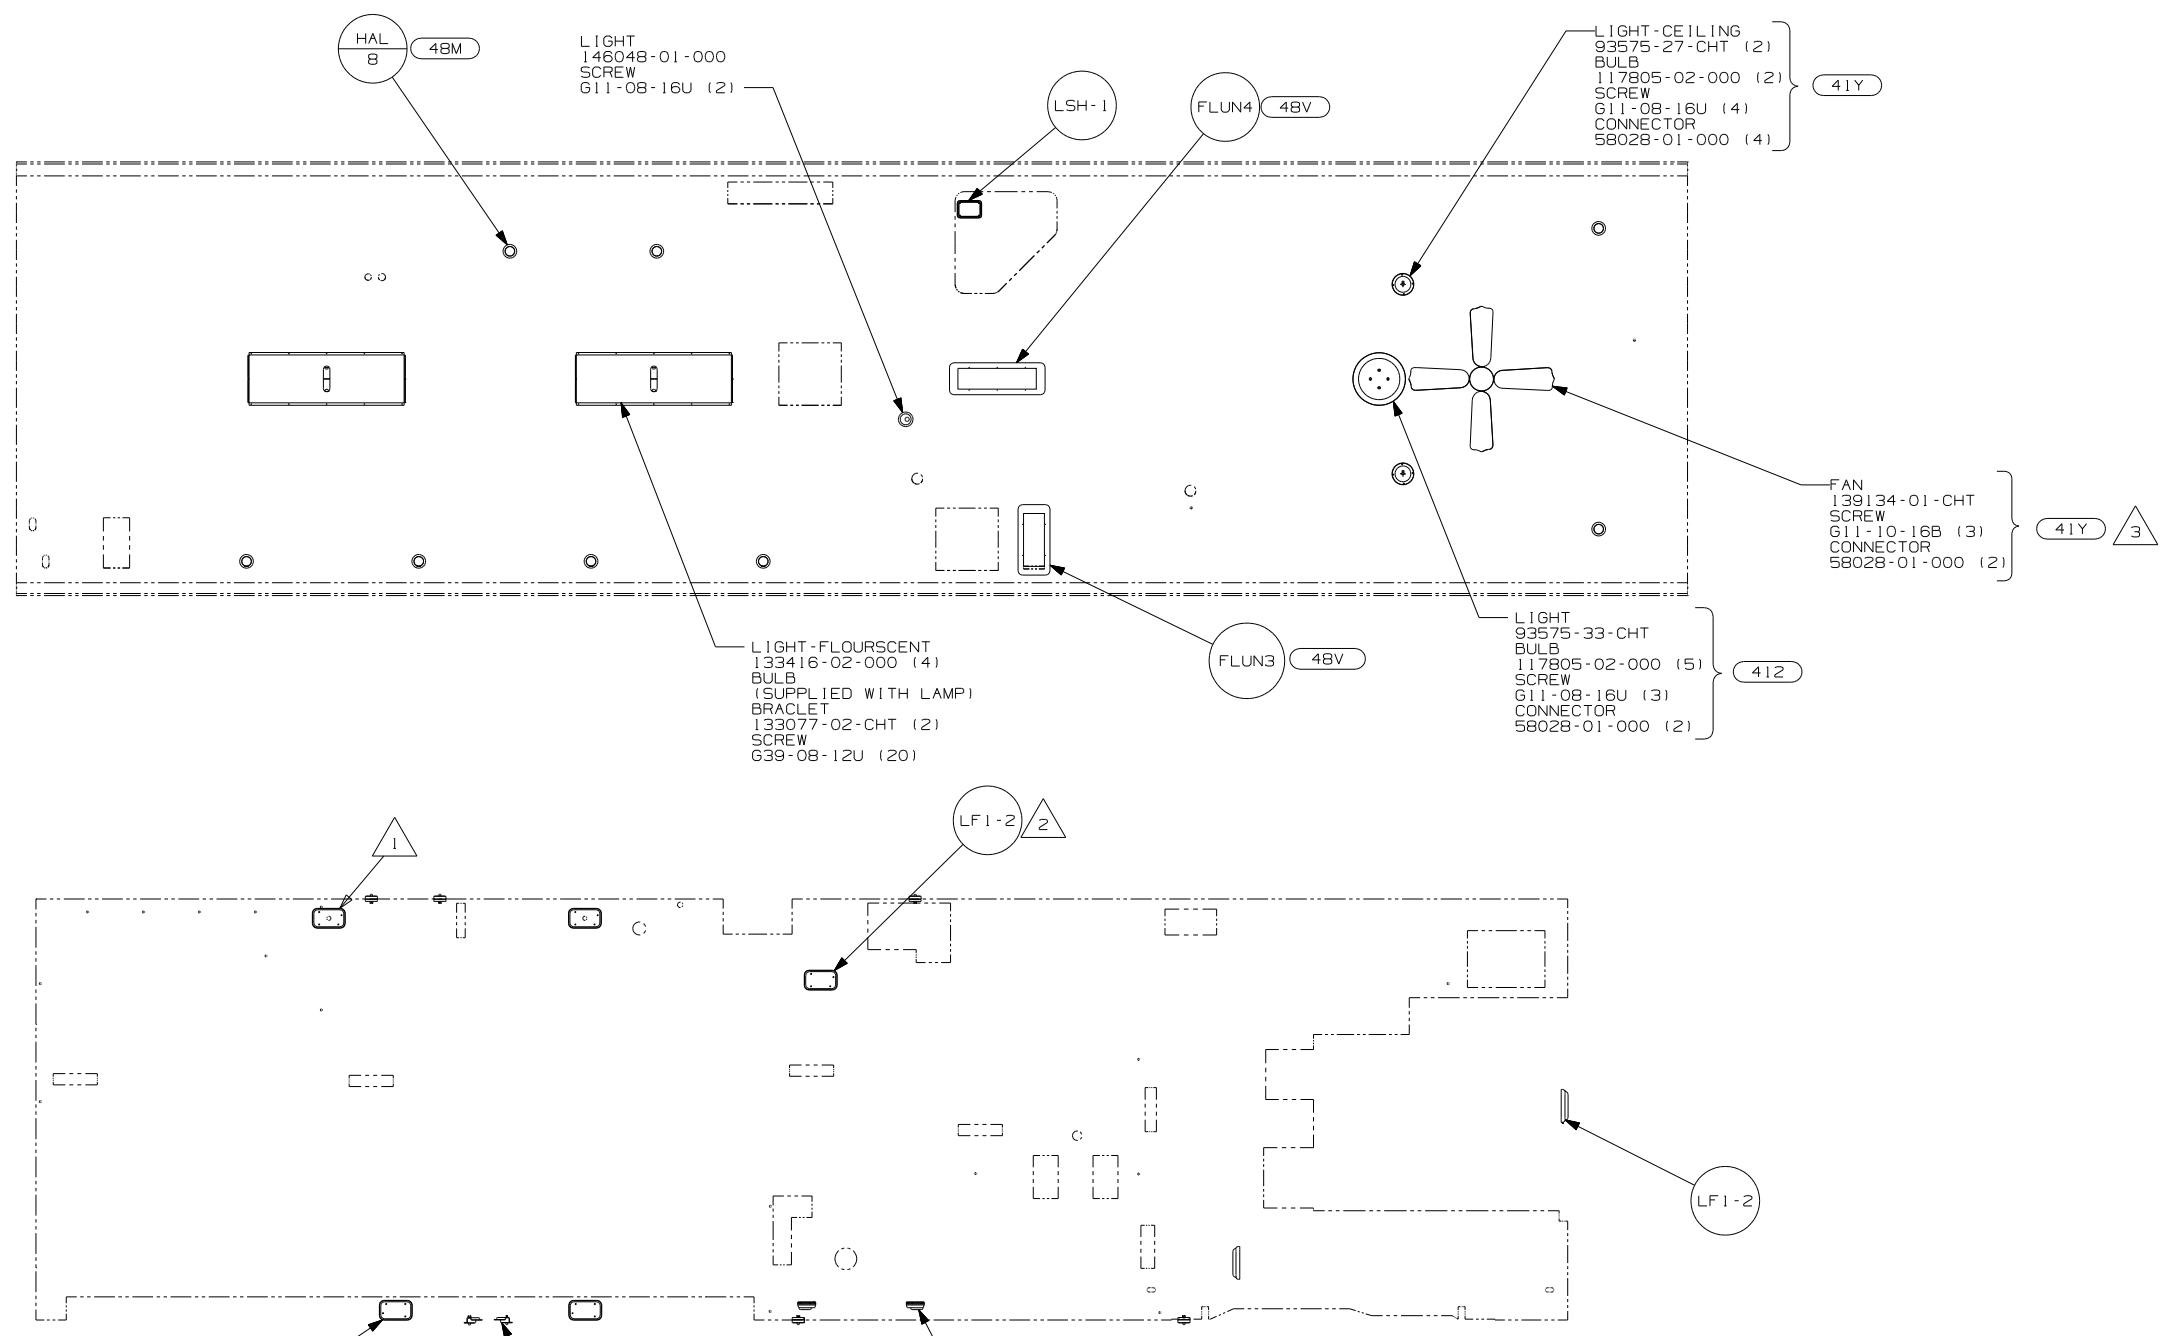 HAL
8
48M
LIGHT
146048-01-000
SCREW
G11-08-16U (2)
LSH-1
FLUN4
48V
LIGHT-CEILING
93575-27-CHT (2)
BULB
117805-02-000 (2)
SCREW
G11-08-16U (4)
CONNECTOR
58028-01-000 (4)
41Y
FAN
139134-01-CHT
SCREW
G11-10-16B (3)
CONNECTOR
58028-01-000 (2)
41Y
3
LIGHT-FLOURSCENT
133416-02-000 (4)
BULB
(SUPPLIED WITH LAMP)
BRACLET
133077-02-CHT (2)
SCREW
G39-08-12U (20)
FLUN3
48V
LIGHT
93575-33-CHT
BULB
117805-02-000 (5)
SCREW
G11-08-16U (3)
CONNECTOR
58028-01-000 (2)
412
1
LF1-2
2
LF1-2